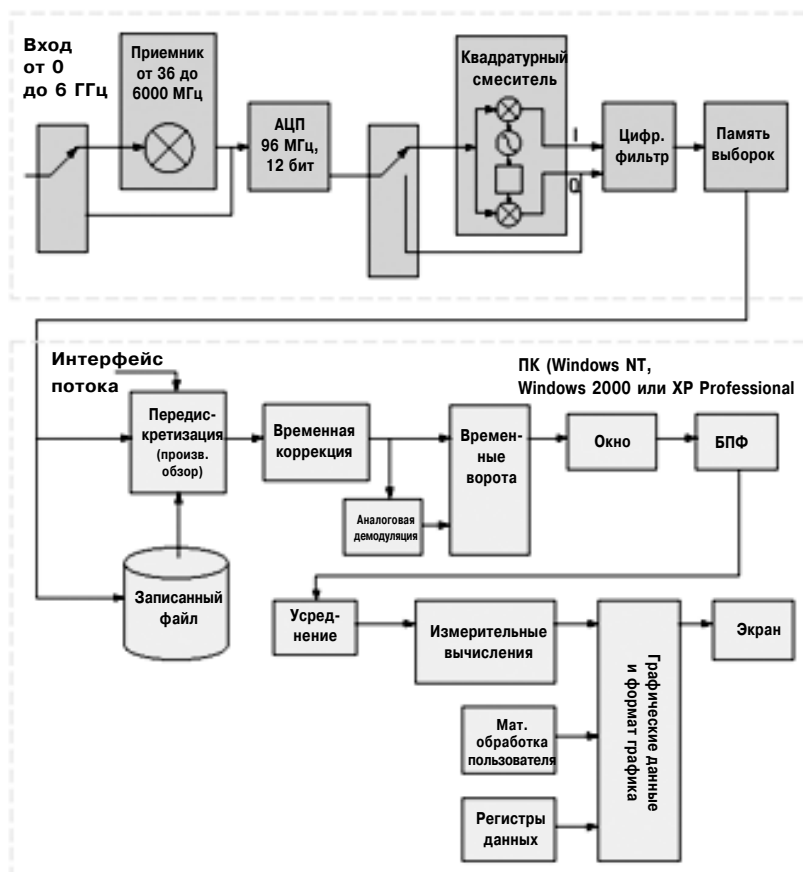 Вход
от 0
до 6 ГГц
Приемник
от 36 до
6000 МГц
АЦП
96 МГц,
12 бит
Квадратурный
смеситель
I
Q
Цифр.
фильтр
Память
выборок
Интерфейс
потока
ПК (Windows NT,
Windows 2000 или XP Professional
Передис-
кретизация
(произв.
обзор)
Временная
коррекция
Аналоговая
демодуляция
Времен-
ные
ворота
Окно
БПФ
Записанный
файл
Усред-
нение
Измерительные
вычисления
Графические данные
и формат графика
Экран
Мат.
обработка
пользователя
Регистры
данных